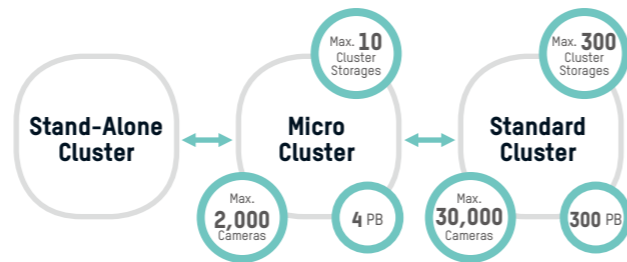 Stand-Alone
Cluster
Max. 10
Cluster
Storages
Micro
Cluster
Max.
2,000
Cameras
4 PB
Max. 300
Cluster
Storages
Standard
Cluster
Max.
30,000
Cameras
300 PB